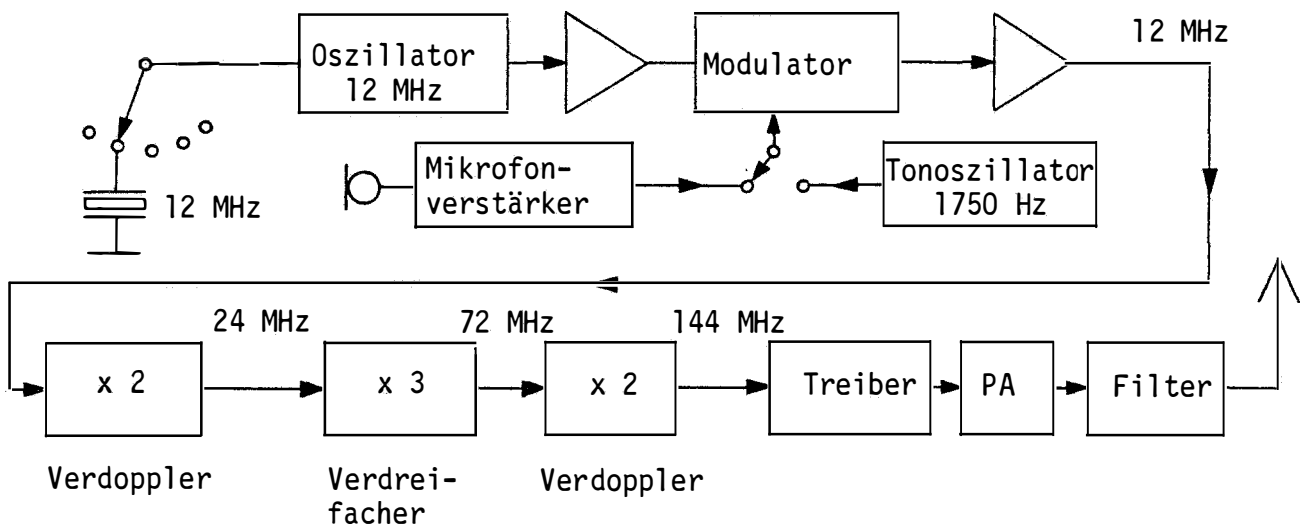 Oszillator
12 MHz
Modulator
12 MHz
12 MHz
Mikrofon-
verstärker
Tonoszillator
1750 Hz
24 MHz
72 MHz
144 MHz
x 2
x 3
x 2
Treiber
PA
Filter
Verdoppler
Verdrei-
facher
Verdoppler